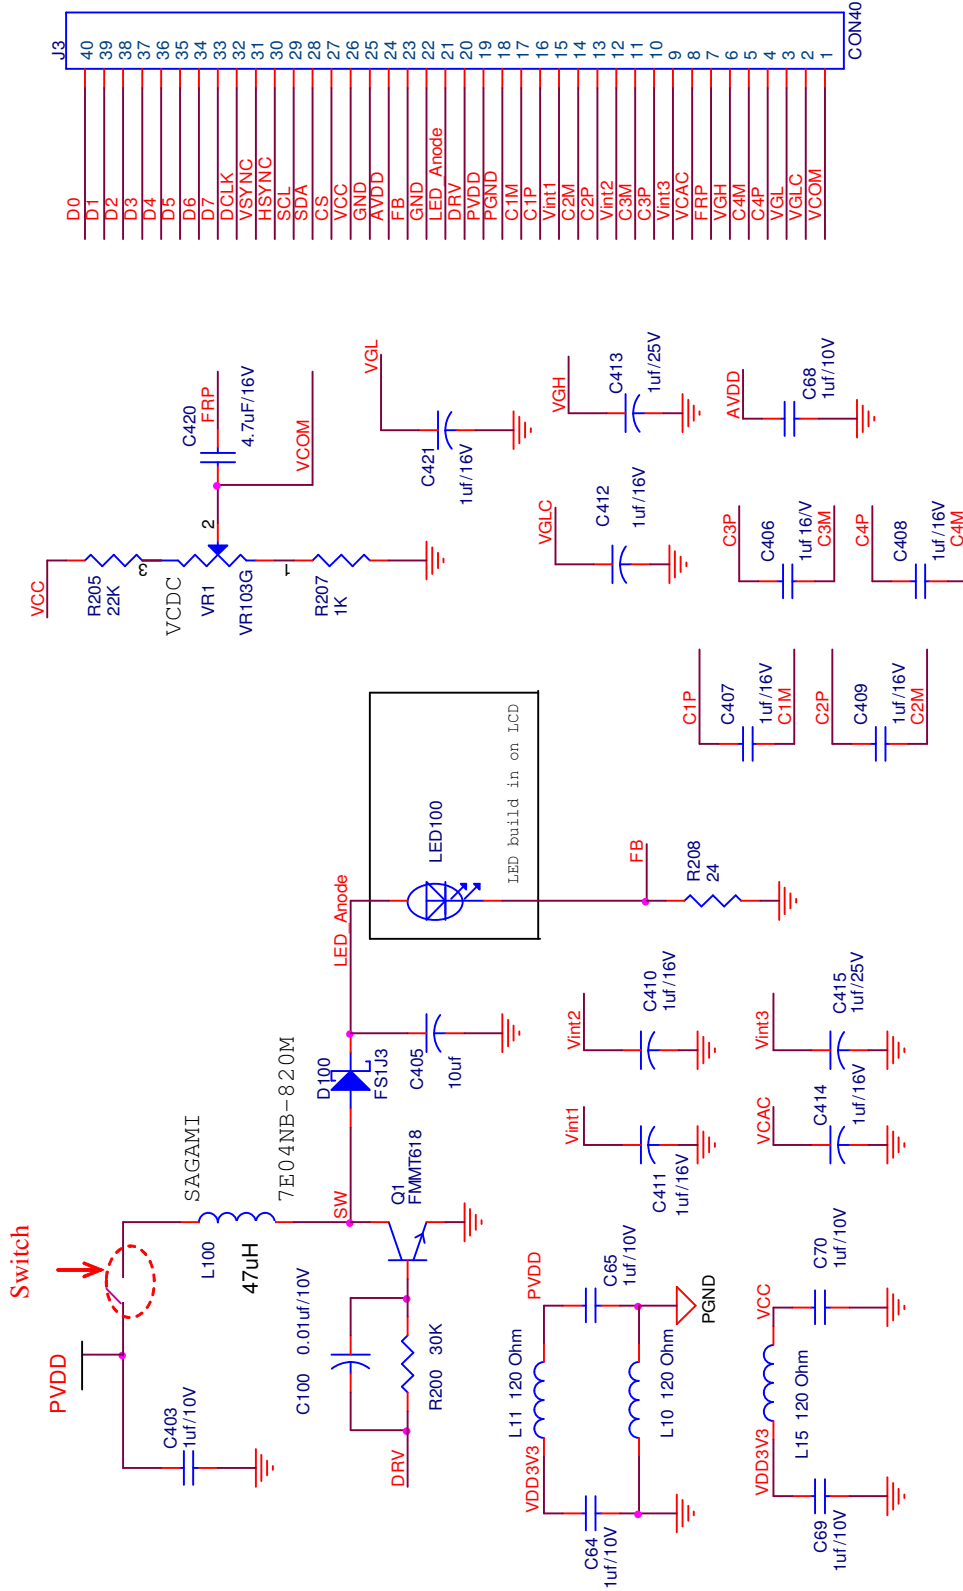 J3
40
39
38
37
36
35
34
33
32
31
30
29
28
27
26
25
24
23
22
21
20
19
18
17
16
15
14
13
12
11
10
9
8
7
6
5
4
3
2
1
CON40
D0
D1
D2
D3
D4
D5
D6
D7
DCLK
VSYNC
HSYNC
SCL
SDA
CS
VCC
GND
AVDD
FB
GND
LED Anode
DRV
PVDD
PGND
C1M
C1P
Vint1
C2M
C2P
Vint2
C3M
C3P
Vint3
VCAC
FRP
VGH
C4M
C4P
VGL
VGLC
VCOM
VCC
R205
22K
3
VCDC
VR1
VR103G
2
1
R207
1K
C420
FRP
4.7uF/16V
VCOM
VGL
C421
1uf/16V
VGH
C413
1uf/25V
AVDD
C68
1uf/10V
VGLC
C412
1uf/16V
C3P
C406
1uf 16/V
C3M
C4P
C408
1uf/16V
C4M
C1P
C407
1uf/16V
C1M
C2P
C409
1uf/16V
C2M
LED100
LED build in on LCD
LED Anode
FB
R208
24
Switch
PVDD
C403
1uf/10V
SAGAMI
L100
47uH
7E04NB-820M
SW
D100
FS1J3
C405
10uf
Q1
FMMT618
C100 0.01uf/10V
R200 30K
DRV
Vint2
C410
1uf/16V
Vint3
C415
1uf/25V
Vint1
C411
1uf/16V
VCAC
C414
1uf/16V
PVDD
C65
1uf/10V
L11 120 Ohm
VDD3V3
L10 120 Ohm
PGND
C64
1uf/10V
VCC
C70
1uf/10V
L15 120 Ohm
VDD3V3
C69
1uf/10V